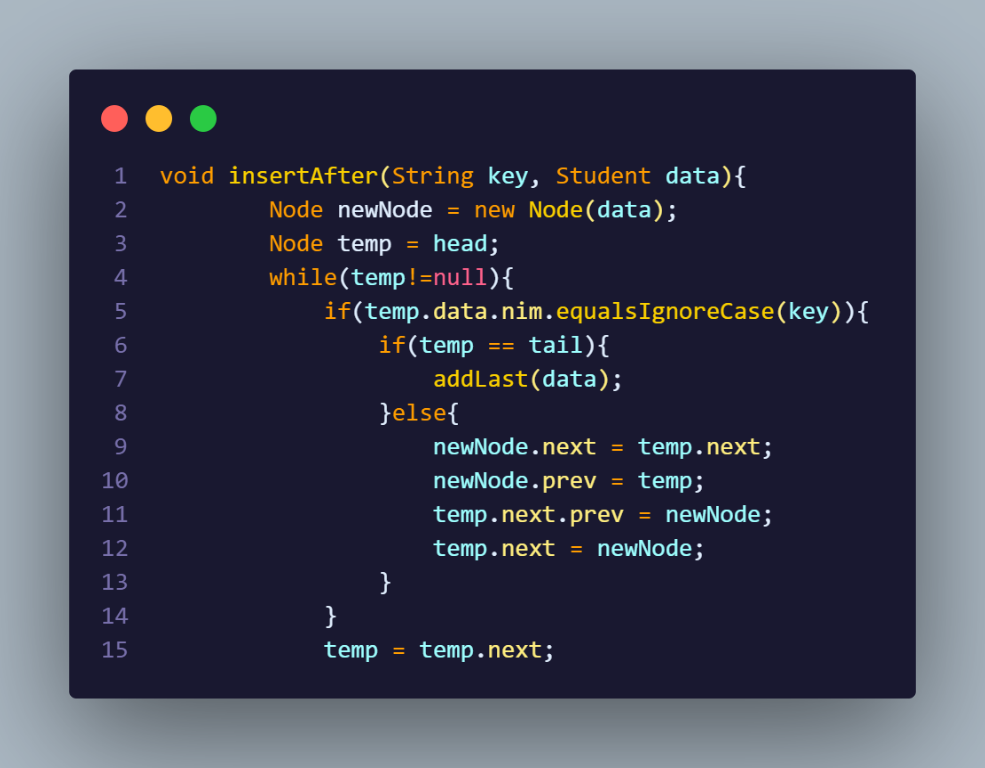 1 void insertAfter(String key, Student data){
2 Node newNode = new Node(data);
3 Node temp = head;
4 while(temp!=null){
5 if(temp.data.nim.equalsIgnoreCase(key)){
6 if(temp == tail){
7 addLast(data);
8 }else{
9 newNode.next = temp.next;
10 newNode.prev = temp;
11 temp.next.prev = newNode;
12 temp.next = newNode;
13 }
14 }
15 temp = temp.next;